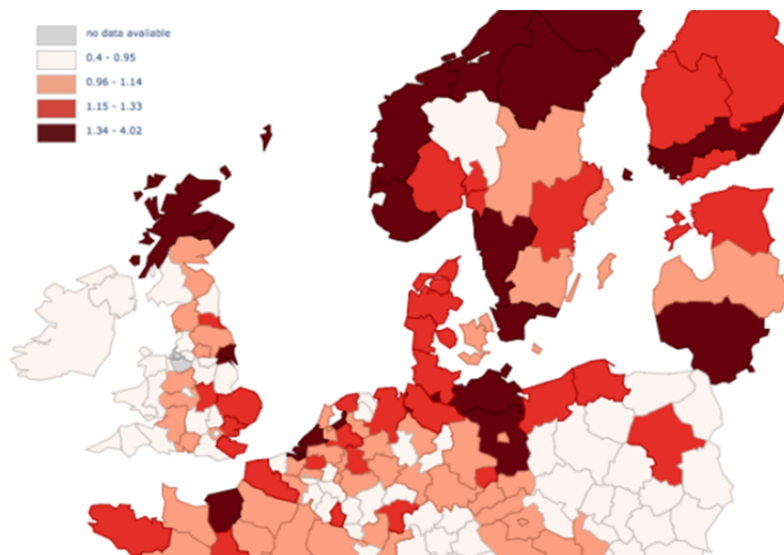 no data available
0.4 - 0.95
0.96 - 1.14
1.15 - 1.33
1.34 - 4.02